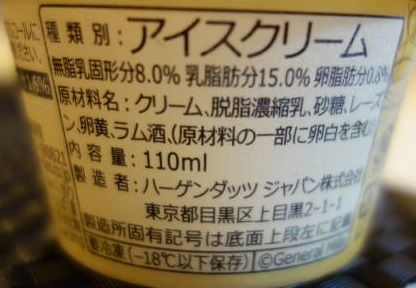 種類別：アイスクリーム
無脂乳固形分8.0% 乳脂肪分15.0% 卵脂肪分0.8%
原材料名：クリーム、脱脂濃縮乳、砂糖、レーズ
ン、卵黄、ラム酒、(原材料の一部に卵白を含む)
内容量：110ml
製造者：ハーゲンダッツ ジャパン株式会社
東京都目黒区上目黒2-1-1
製造所固有記号は底面上段左に記載
要冷凍(-18℃以下保存) ©General Mills